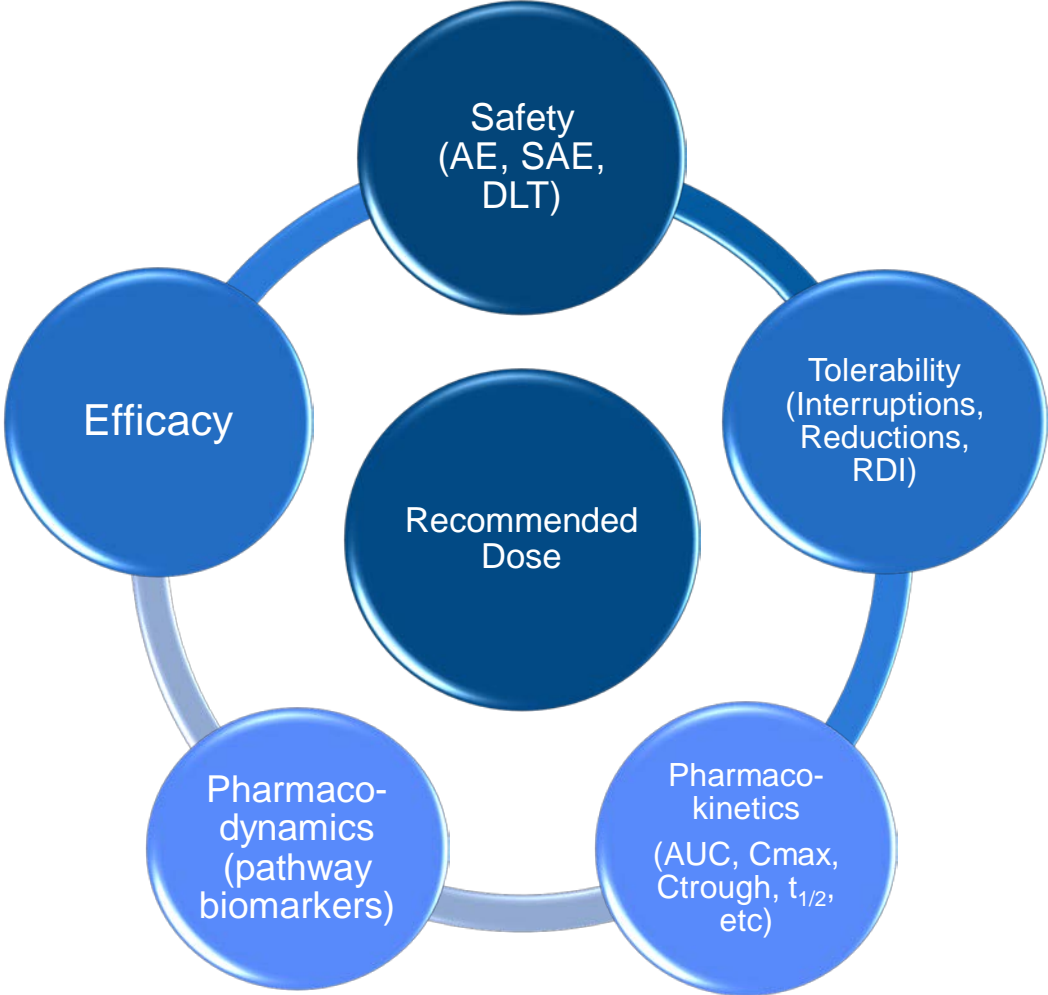 Safety
(AE, SAE,
DLT)
Tolerability
(Interruptions,
Reductions,
RDI)
Pharmaco-
kinetics
(AUC, Cmax,
Ctrough, t1/2,
etc)
Pharmaco-
dynamics
(pathway
biomarkers)
Efficacy
Recommended
Dose